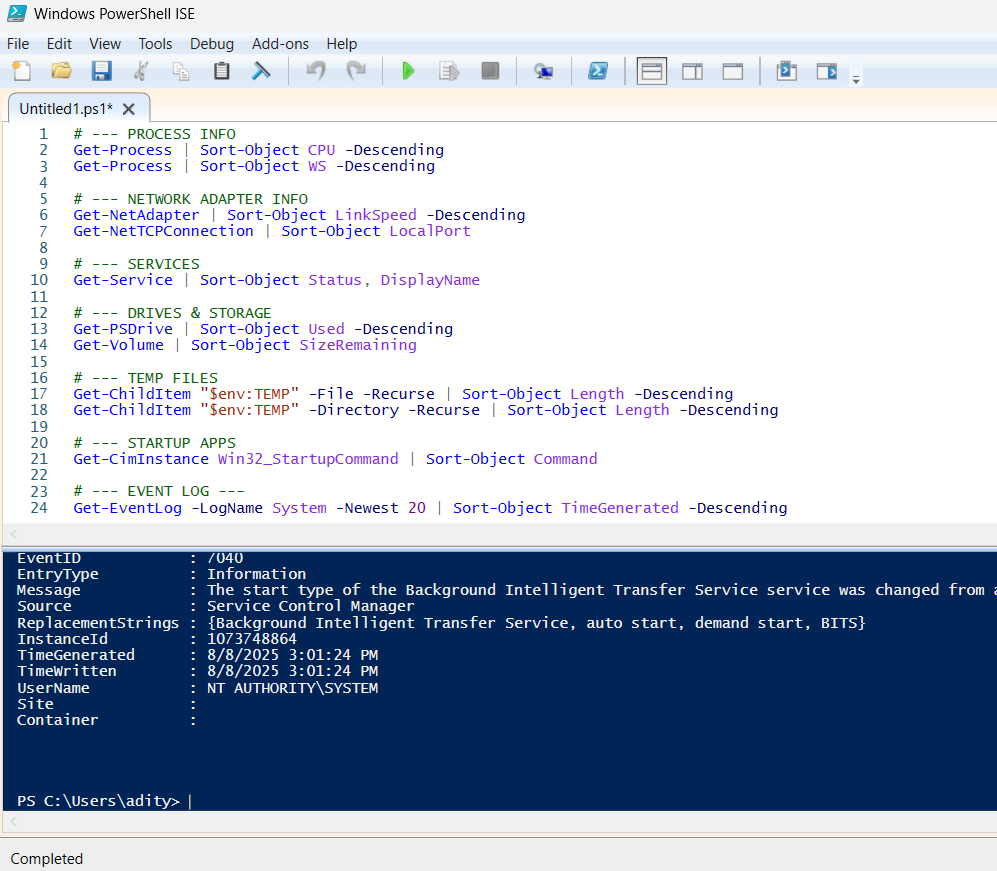 Windows PowerShell ISE
File Edit View Tools Debug Add-ons Help
Untitled1.ps1*
1 # --- PROCESS INFO
2 Get-Process | Sort-Object CPU -Descending
3 Get-Process | Sort-Object WS -Descending
4
5 # --- NETWORK ADAPTER INFO
6 Get-NetAdapter | Sort-Object LinkSpeed -Descending
7 Get-NetTCPConnection | Sort-Object LocalPort
8
9 # --- SERVICES
10 Get-Service | Sort-Object Status, DisplayName
11
12 # --- DRIVES & STORAGE
13 Get-PSDrive | Sort-Object Used -Descending
14 Get-Volume | Sort-Object SizeRemaining
15
16 # --- TEMP FILES
17 Get-ChildItem "$env:TEMP" -File -Recurse | Sort-Object Length -Descending
18 Get-ChildItem "$env:TEMP" -Directory -Recurse | Sort-Object Length -Descending
19
20 # --- STARTUP APPS
21 Get-CimInstance Win32_StartupCommand | Sort-Object Command
22
23 # --- EVENT LOG ---
24 Get-EventLog -LogName System -Newest 20 | Sort-Object TimeGenerated -Descending
EventID : 7040
EntryType : Information
Message : The start type of the Background Intelligent Transfer Service service was changed from a
Source : Service Control Manager
ReplacementStrings : {Background Intelligent Transfer Service, auto start, demand start, BITS}
InstanceId : 1073748864
TimeGenerated : 8/8/2025 3:01:24 PM
TimeWritten : 8/8/2025 3:01:24 PM
UserName : NT AUTHORITY\SYSTEM
Site :
Container :
PS C:\Users\adity>
Completed